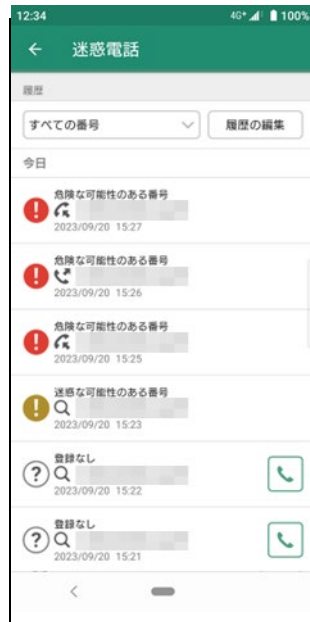 12:34 4G+ 100%
迷惑電話
履歴
すべての番号 履歴の編集
今日
危険な可能性のある番号
2023/09/20 15:27
危険な可能性のある番号
2023/09/20 15:26
危険な可能性のある番号
2023/09/20 15:25
迷惑な可能性のある番号
2023/09/20 15:23
登録なし
2023/09/20 15:22
登録なし
2023/09/20 15:21